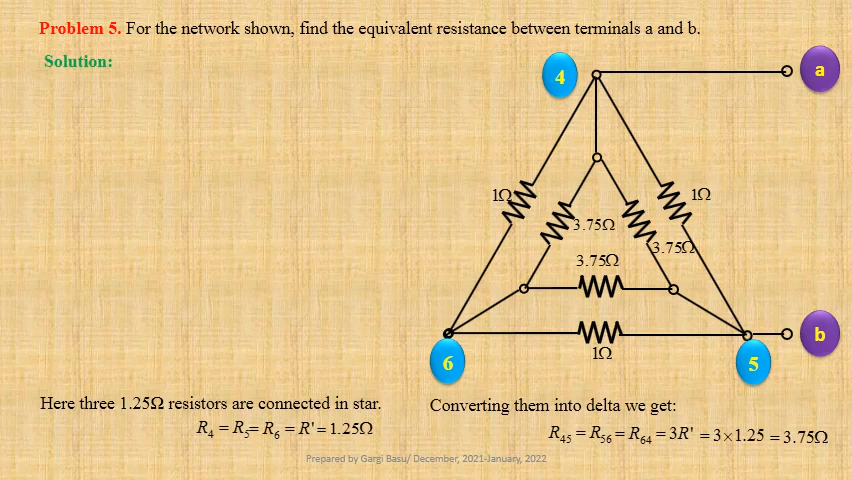 Problem 5. For the network shown, find the equivalent resistance between terminals a and b.
Solution:
4
a
1Ω
1Ω
3.75Ω
3.75Ω
3.75Ω
1Ω
b
6
5
Here three 1.25Ω resistors are connected in star.
R4 = R5= R6 = R' = 1.25Ω
Converting them into delta we get:
R45 = R56 = R64 = 3R' = 3×1.25 = 3.75Ω
Prepared by Gargi Basu/ December, 2021-January, 2022